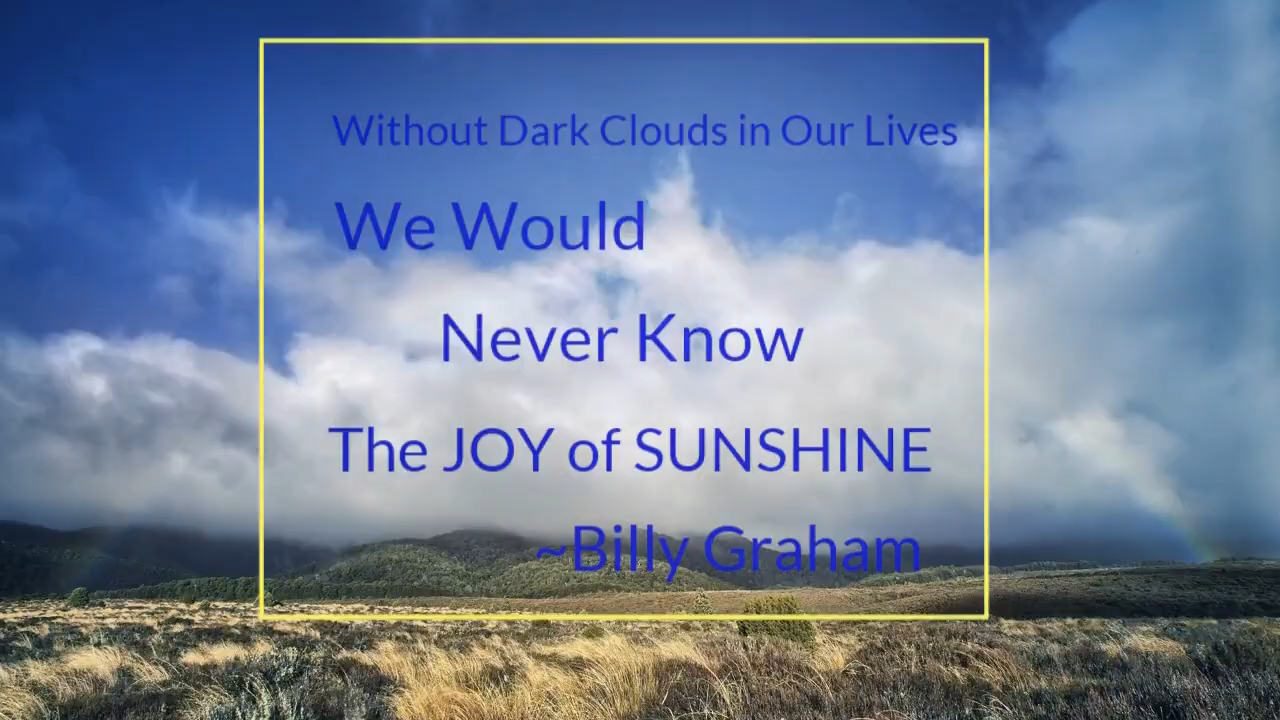 Without Dark Clouds in Our Lives
We Would
Never Know
The JOY of SUNSHINE
~Billy Graham